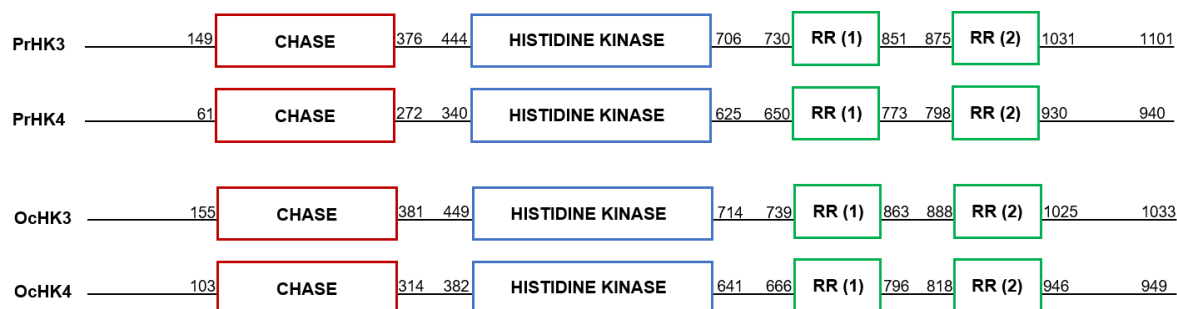 PrHK3 149 CHASE 376 444 HISTIDINE KINASE 706 730 RR (1) 851 875 RR (2) 1031 1101
PrHK4 61 CHASE 272 340 HISTIDINE KINASE 625 650 RR (1) 773 798 RR (2) 930 940
OcHK3 155 CHASE 381 449 HISTIDINE KINASE 714 739 RR (1) 863 888 RR (2) 1025 1033
OcHK4 103 CHASE 314 382 HISTIDINE KINASE 641 666 RR (1) 796 818 RR (2) 946 949